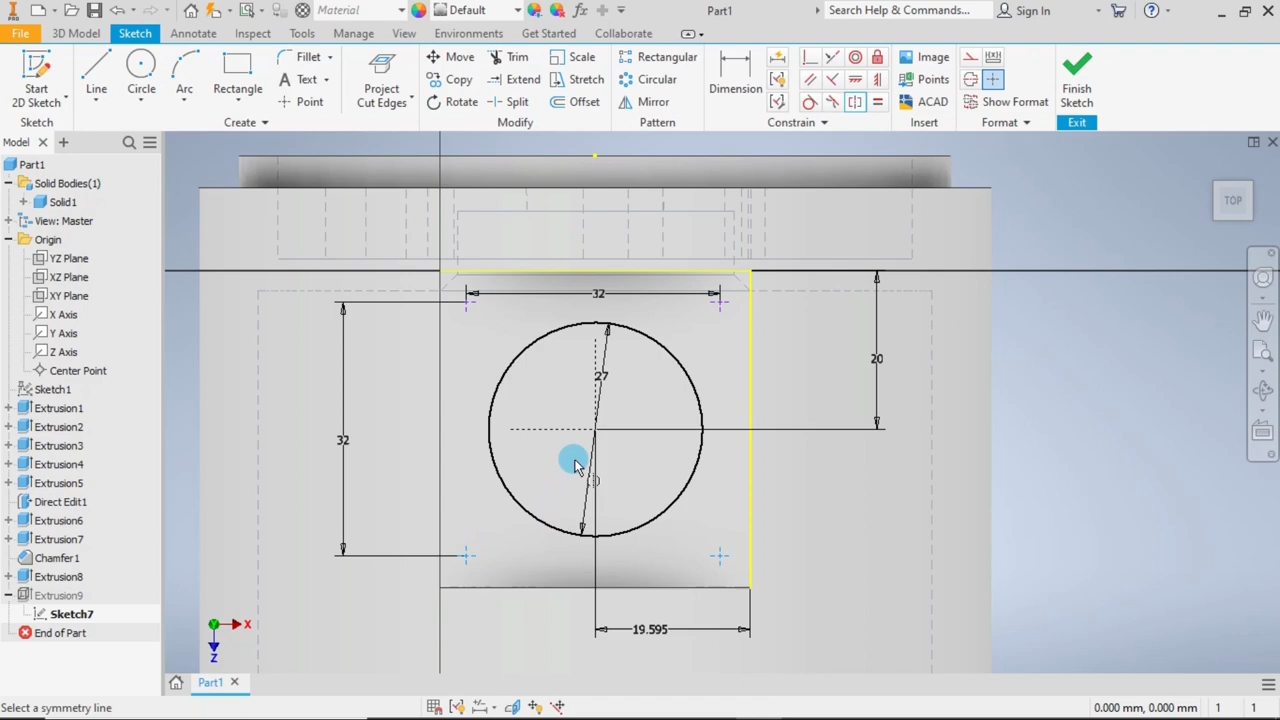 Material
Default
Part1
Search Help & Commands...
Sign In
File
3D Model
Sketch
Annotate
Inspect
Tools
Manage
View
Environments
Get Started
Collaborate
Start
2D Sketch
Line
Circle
Arc
Rectangle
Fillet
Text
Point
Project
Cut Edges
Move
Trim
Scale
Copy
Extend
Stretch
Rotate
Split
Offset
Rectangular
Circular
Mirror
Dimension
Image
Points
ACAD
Show Format
Finish
Sketch
Sketch
Create
Modify
Pattern
Constrain
Insert
Format
Exit
Model
Part1
Solid Bodies(1)
Solid1
View: Master
Origin
YZ Plane
XZ Plane
XY Plane
X Axis
Y Axis
Z Axis
Center Point
Sketch1
Extrusion1
Extrusion2
Extrusion3
Extrusion4
Extrusion5
Direct Edit1
Extrusion6
Extrusion7
Chamfer1
Extrusion8
Extrusion9
Sketch7
End of Part
TOP
32
20
27
32
19.595
X
Z
Part1
Select a symmetry line
0.000 mm, 0.000 mm
1
1